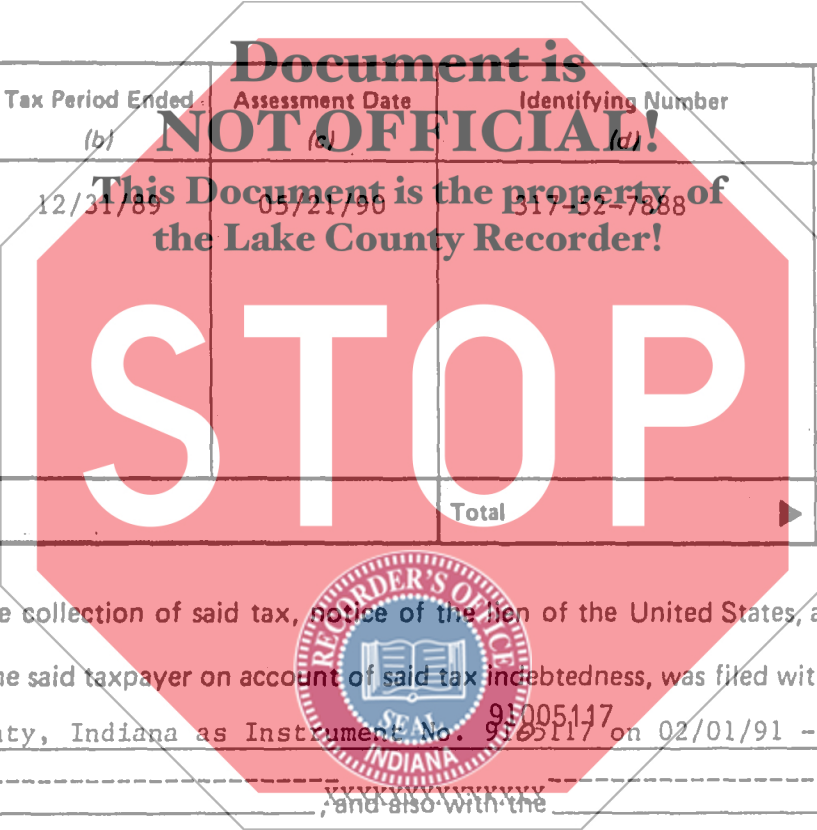 Document is
Tax Period Ended Assessment Date Identifying Number
NOT OFFICIAL!
(b) (c) (d)
This Document is the property of
12/31/89 05/21/90 317-52-7888
the Lake County Recorder!
STOP
Total
RECORDER'S OFFICE
e collection of said tax, notice of the lien of the United States, a
he said taxpayer on account of said tax indebtedness, was filed wit
91005117
SEAL
nty, Indiana as Instrument No. on 02/01/91 -
INDIANA
, and also with the